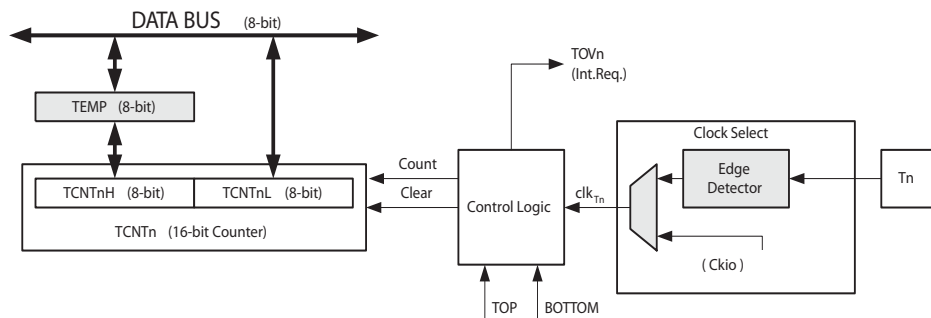 DATA BUS (8-bit)
TOVn
(Int.Req.)
TEMP (8-bit)
Clock Select
Count
Edge
Detector
Tn
TCNTnH (8-bit)
TCNTnL (8-bit)
Clear
Control Logic
clkTn
TCNTn (16-bit Counter)
( Ckio )
TOP
BOTTOM